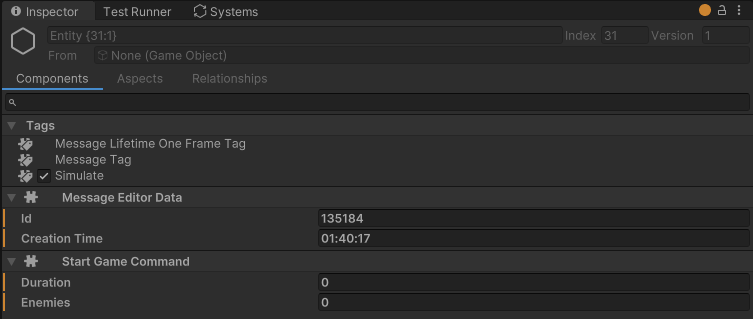 Inspector Test Runner Systems
Entity {31:1} Index 31 Version 1
From None (Game Object)
Components Aspects Relationships
Tags
Message Lifetime One Frame Tag
Message Tag
Simulate
Message Editor Data
Id 135184
Creation Time 01:40:17
Start Game Command
Duration 0
Enemies 0